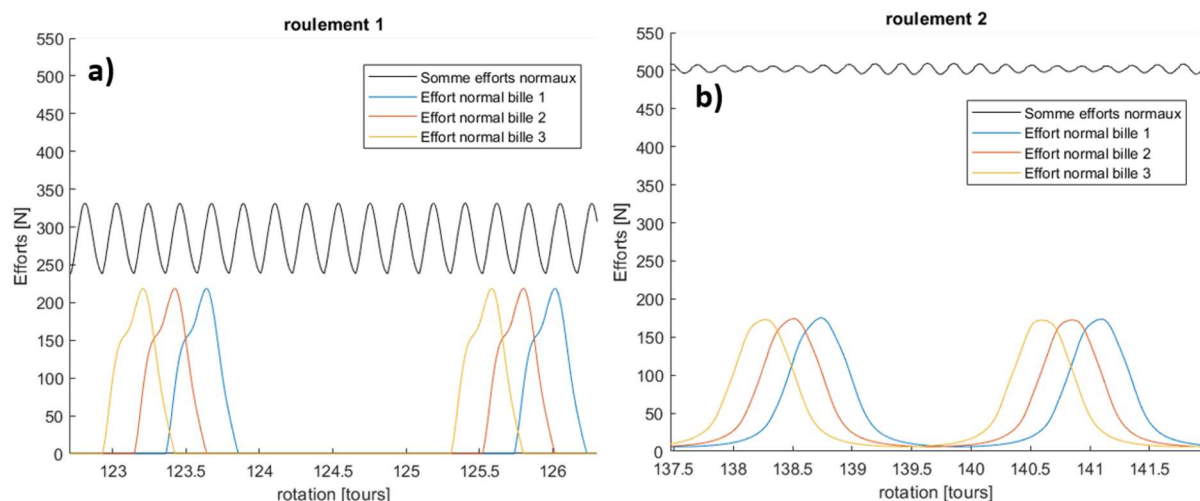 roulement 1
a)
Somme efforts normaux
Effort normal bille 1
Effort normal bille 2
Effort normal bille 3
Efforts [N]
550
500
450
400
350
300
250
200
150
100
50
0
123 123.5 124 124.5 125 125.5 126
rotation [tours]
roulement 2
b)
Somme efforts normaux
Effort normal bille 1
Effort normal bille 2
Effort normal bille 3
Efforts [N]
550
500
450
400
350
300
250
200
150
100
50
0
137.5 138 138.5 139 139.5 140 140.5 141 141.5
rotation [tours]